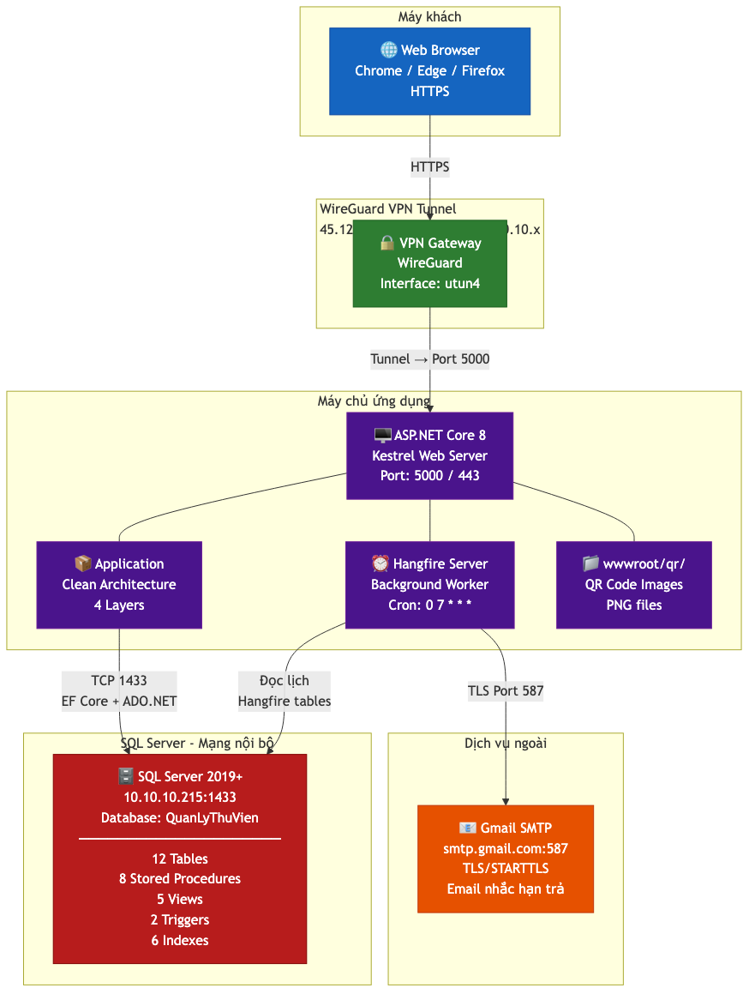 Máy khách
🌐 Web Browser
Chrome / Edge / Firefox
HTTPS
HTTPS
WireGuard VPN Tunnel
45.12
.10.x
🔒 VPN Gateway
WireGuard
Interface: utun4
Tunnel → Port 5000
Máy chủ ứng dụng
🖥️ ASP.NET Core 8
Kestrel Web Server
Port: 5000 / 443
📦 Application
Clean Architecture
4 Layers
⏰ Hangfire Server
Background Worker
Cron: 0 7 * * *
📁 wwwroot/qr/
QR Code Images
PNG files
TCP 1433
EF Core + ADO.NET
Đọc lịch
Hangfire tables
TLS Port 587
SQL Server - Mạng nội bộ
🗄️ SQL Server 2019+
10.10.10.215:1433
Database: QuanLyThuVien
12 Tables
8 Stored Procedures
5 Views
2 Triggers
6 Indexes
Dịch vụ ngoài
📧 Gmail SMTP
smtp.gmail.com:587
TLS/STARTTLS
Email nhắc hạn trả